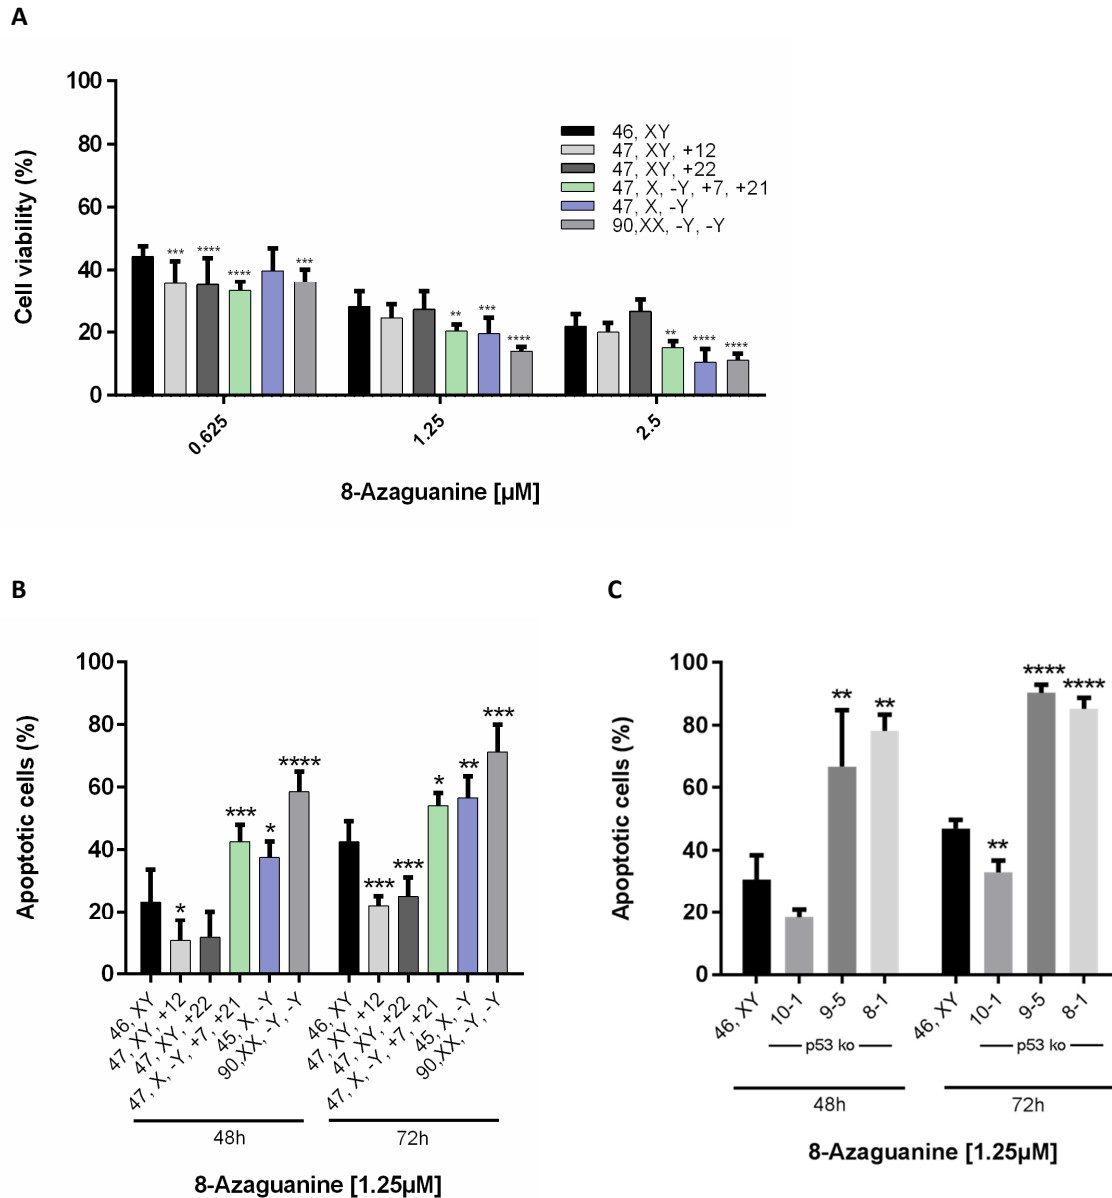 A
100
80
60
40
20
0
Cell viability (%)
46, XY
47, XY, +12
47, XY, +22
47, X, -Y, +7, +21
47, X, -Y
90,XX, -Y, -Y
*** **** **** ***
** *** ****
** **** ****
0.625 1.25 2.5
8-Azaguanine [µM]
B
100
80
60
40
20
0
Apoptotic cells (%)
* *** * ****
*** *** * ** ***
46, XY
47, XY, +12
47, XY, +22
47, X, -Y, +7, +21
45, X, -Y
90,XX, -Y, -Y
46, XY
47, XY, +12
47, XY, +22
47, X, -Y, +7, +21
45, X, -Y
90,XX, -Y, -Y
48h 72h
8-Azaguanine [1.25µM]
C
100
80
60
40
20
0
Apoptotic cells (%)
** **
** **** ****
46, XY 10-1 9-5 8-1 46, XY 10-1 9-5 8-1
p53 ko p53 ko
48h 72h
8-Azaguanine [1.25µM]